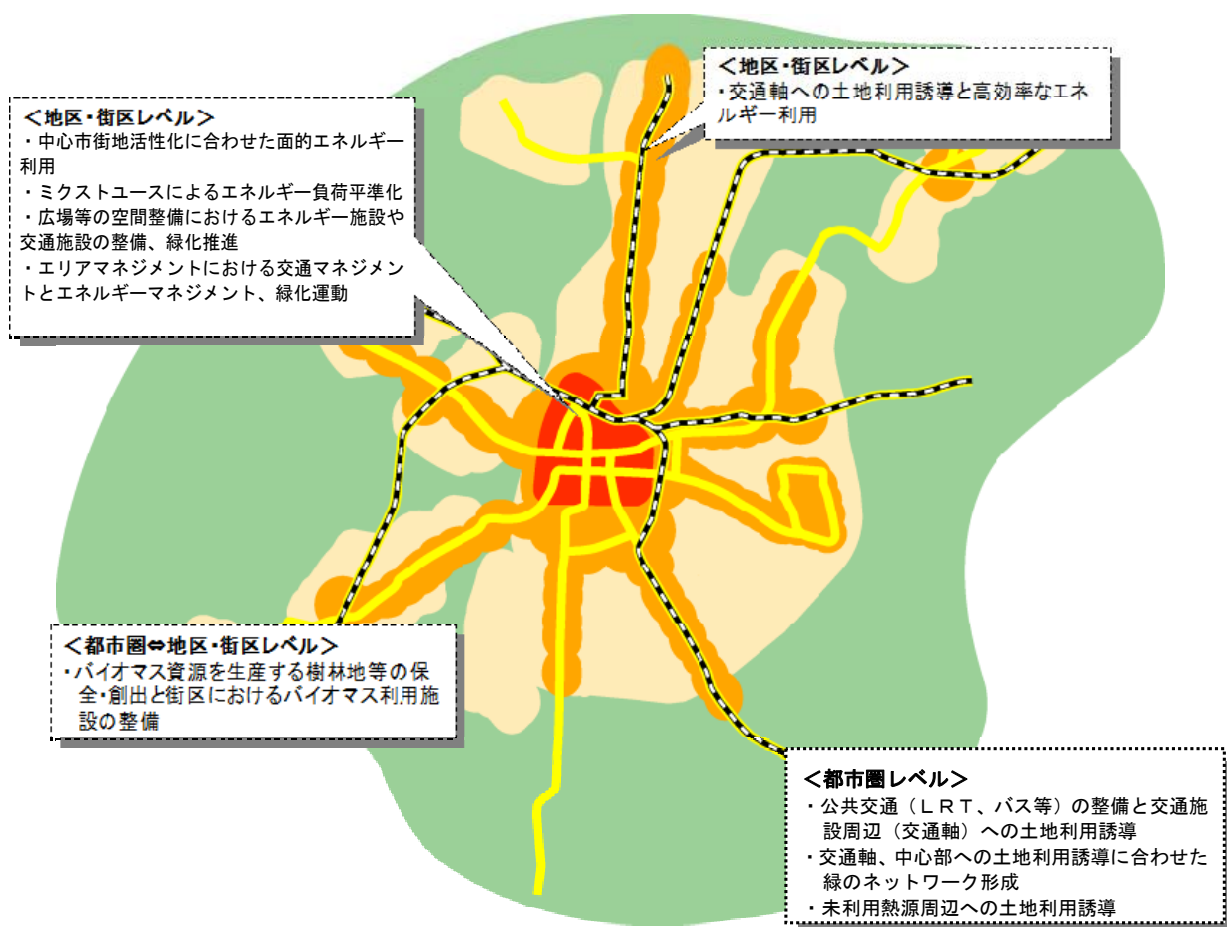 ＜地区・街区レベル＞
・中心市街地活性化に合わせた面的エネルギー
利用
・ミクストユースによるエネルギー負荷平準化
・広場等の空間整備におけるエネルギー施設や
交通施設の整備、緑化推進
・エリアマネジメントにおける交通マネジメン
トとエネルギーマネジメント、緑化運動
＜地区・街区レベル＞
・交通軸への土地利用誘導と高効率なエネ
ルギー利用
＜都市圏⇔地区・街区レベル＞
・バイオマス資源を生産する樹林地等の保
全・創出と街区におけるバイオマス利用施
設の整備
＜都市圏レベル＞
・公共交通（ＬＲＴ、バス等）の整備と交通施
設周辺（交通軸）への土地利用誘導
・交通軸、中心部への土地利用誘導に合わせた
緑のネットワーク形成
・未利用熱源周辺への土地利用誘導